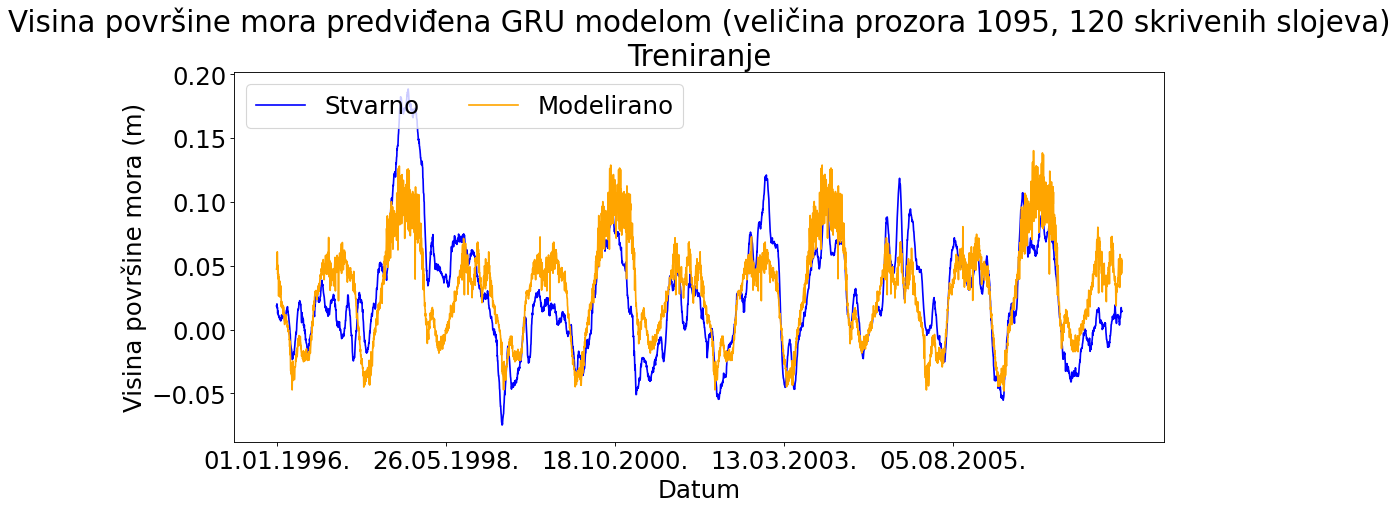 Visina površine mora predviđena GRU modelom (veličina prozora 1095, 120 skrivenih slojeva)
Treniranje
Stvarno
Modelirano
Visina površine mora (m)
0.20
0.15
0.10
0.05
0.00
−0.05
01.01.1996.
26.05.1998.
18.10.2000.
13.03.2003.
05.08.2005.
Datum